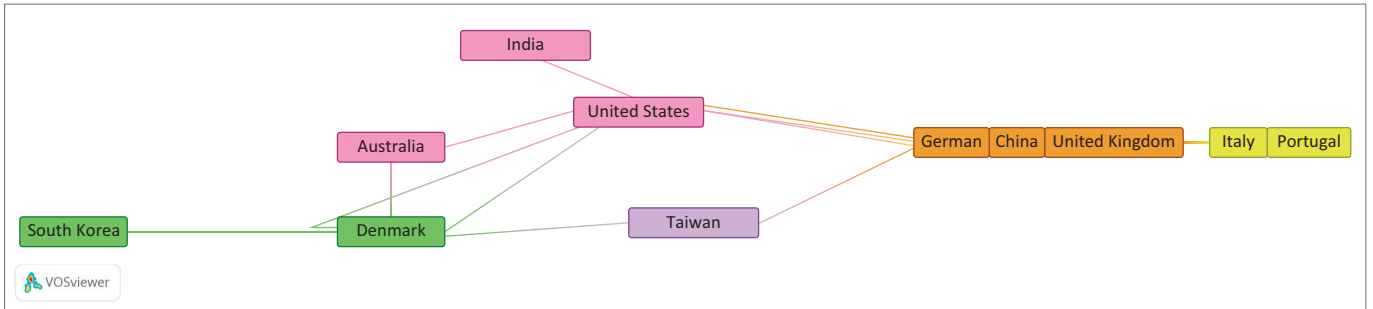 India
United States
Australia
German China United Kingdom Italy Portugal
South Korea Denmark Taiwan
VOSviewer